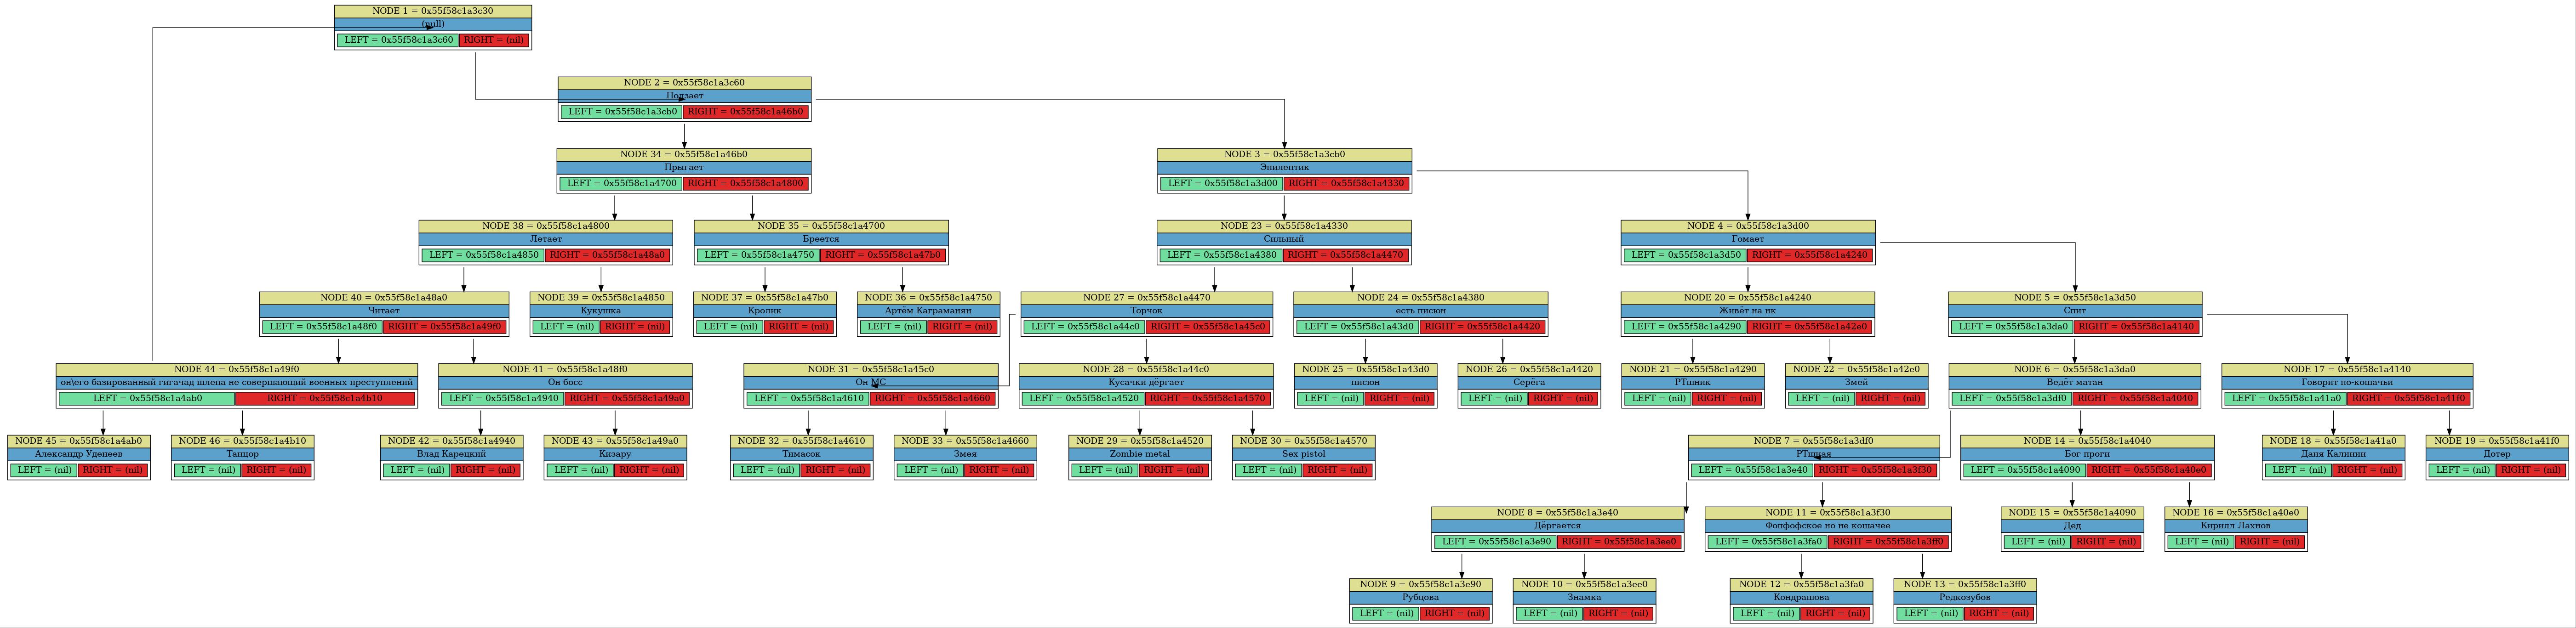 NODE 1 = 0x55f58c1a3c30
(null)
LEFT = 0x55f58c1a3c60 RIGHT = (nil)
NODE 2 = 0x55f58c1a3c60
Ползает
LEFT = 0x55f58c1a3cb0 RIGHT = 0x55f58c1a46b0
NODE 34 = 0x55f58c1a46b0
Прыгает
LEFT = 0x55f58c1a4700 RIGHT = 0x55f58c1a4800
NODE 3 = 0x55f58c1a3cb0
Эпилептик
LEFT = 0x55f58c1a3d00 RIGHT = 0x55f58c1a4330
NODE 38 = 0x55f58c1a4800
Летает
LEFT = 0x55f58c1a4850 RIGHT = 0x55f58c1a48a0
NODE 35 = 0x55f58c1a4700
Бреется
LEFT = 0x55f58c1a4750 RIGHT = 0x55f58c1a47b0
NODE 23 = 0x55f58c1a4330
Сильный
LEFT = 0x55f58c1a4380 RIGHT = 0x55f58c1a4470
NODE 4 = 0x55f58c1a3d00
Гомает
LEFT = 0x55f58c1a3d50 RIGHT = 0x55f58c1a4240
NODE 40 = 0x55f58c1a48a0
Читает
LEFT = 0x55f58c1a48f0 RIGHT = 0x55f58c1a49f0
NODE 39 = 0x55f58c1a4850
Кукушка
LEFT = (nil) RIGHT = (nil)
NODE 37 = 0x55f58c1a47b0
Кролик
LEFT = (nil) RIGHT = (nil)
NODE 36 = 0x55f58c1a4750
Артём Каграманян
LEFT = (nil) RIGHT = (nil)
NODE 27 = 0x55f58c1a4470
Торчок
LEFT = 0x55f58c1a44c0 RIGHT = 0x55f58c1a45c0
NODE 24 = 0x55f58c1a4380
есть писюн
LEFT = 0x55f58c1a43d0 RIGHT = 0x55f58c1a4420
NODE 20 = 0x55f58c1a4240
Живёт на нк
LEFT = 0x55f58c1a4290 RIGHT = 0x55f58c1a42e0
NODE 5 = 0x55f58c1a3d50
Спит
LEFT = 0x55f58c1a3da0 RIGHT = 0x55f58c1a4140
NODE 44 = 0x55f58c1a49f0
он\его базированный гигачад шлепа не совершающий военных преступлений
LEFT = 0x55f58c1a4ab0 RIGHT = 0x55f58c1a4b10
NODE 41 = 0x55f58c1a48f0
Он босс
LEFT = 0x55f58c1a4940 RIGHT = 0x55f58c1a49a0
NODE 31 = 0x55f58c1a45c0
Он МС
LEFT = 0x55f58c1a4610 RIGHT = 0x55f58c1a4660
NODE 28 = 0x55f58c1a44c0
Кусачки дёргает
LEFT = 0x55f58c1a4520 RIGHT = 0x55f58c1a4570
NODE 25 = 0x55f58c1a43d0
писюн
LEFT = (nil) RIGHT = (nil)
NODE 26 = 0x55f58c1a4420
Серёга
LEFT = (nil) RIGHT = (nil)
NODE 21 = 0x55f58c1a4290
РТшник
LEFT = (nil) RIGHT = (nil)
NODE 22 = 0x55f58c1a42e0
Змей
LEFT = (nil) RIGHT = (nil)
NODE 6 = 0x55f58c1a3da0
Ведёт матан
LEFT = 0x55f58c1a3df0 RIGHT = 0x55f58c1a4040
NODE 17 = 0x55f58c1a4140
Говорит по-кошачьи
LEFT = 0x55f58c1a41a0 RIGHT = 0x55f58c1a41f0
NODE 45 = 0x55f58c1a4ab0
Александр Уденеев
LEFT = (nil) RIGHT = (nil)
NODE 46 = 0x55f58c1a4b10
Танцор
LEFT = (nil) RIGHT = (nil)
NODE 42 = 0x55f58c1a4940
Влад Карецкий
LEFT = (nil) RIGHT = (nil)
NODE 43 = 0x55f58c1a49a0
Кизару
LEFT = (nil) RIGHT = (nil)
NODE 32 = 0x55f58c1a4610
Тимасок
LEFT = (nil) RIGHT = (nil)
NODE 33 = 0x55f58c1a4660
Змея
LEFT = (nil) RIGHT = (nil)
NODE 29 = 0x55f58c1a4520
Zombie metal
LEFT = (nil) RIGHT = (nil)
NODE 30 = 0x55f58c1a4570
Sex pistol
LEFT = (nil) RIGHT = (nil)
NODE 7 = 0x55f58c1a3df0
РТшная
LEFT = 0x55f58c1a3e40 RIGHT = 0x55f58c1a3f30
NODE 14 = 0x55f58c1a4040
Бог проги
LEFT = 0x55f58c1a4090 RIGHT = 0x55f58c1a40e0
NODE 18 = 0x55f58c1a41a0
Даня Калинин
LEFT = (nil) RIGHT = (nil)
NODE 19 = 0x55f58c1a41f0
Дотер
LEFT = (nil) RIGHT = (nil)
NODE 8 = 0x55f58c1a3e40
Дёргается
LEFT = 0x55f58c1a3e90 RIGHT = 0x55f58c1a3ee0
NODE 11 = 0x55f58c1a3f30
Фопфофское но не кошачее
LEFT = 0x55f58c1a3fa0 RIGHT = 0x55f58c1a3ff0
NODE 15 = 0x55f58c1a4090
Дед
LEFT = (nil) RIGHT = (nil)
NODE 16 = 0x55f58c1a40e0
Кирилл Лахнов
LEFT = (nil) RIGHT = (nil)
NODE 9 = 0x55f58c1a3e90
Рубцова
LEFT = (nil) RIGHT = (nil)
NODE 10 = 0x55f58c1a3ee0
Знамка
LEFT = (nil) RIGHT = (nil)
NODE 12 = 0x55f58c1a3fa0
Кондрашова
LEFT = (nil) RIGHT = (nil)
NODE 13 = 0x55f58c1a3ff0
Редкозубов
LEFT = (nil) RIGHT = (nil)